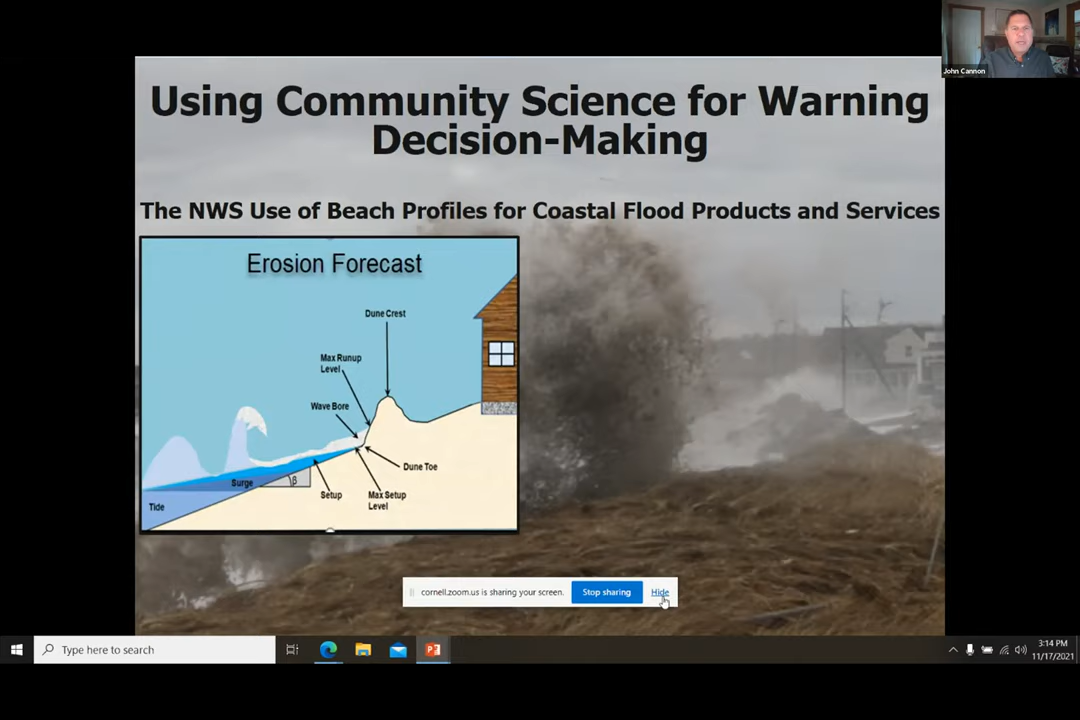 John Cannon
Using Community Science for Warning
Decision-Making
The NWS Use of Beach Profiles for Coastal Flood Products and Services
Erosion Forecast
Dune Crest
Max Runup
Level
Wave Bore
Dune Toe
Surge
β
Setup
Max Setup
Level
Tide
cornell.zoom.us is sharing your screen.
Stop sharing
Hide
Type here to search
3:14 PM
11/17/2021